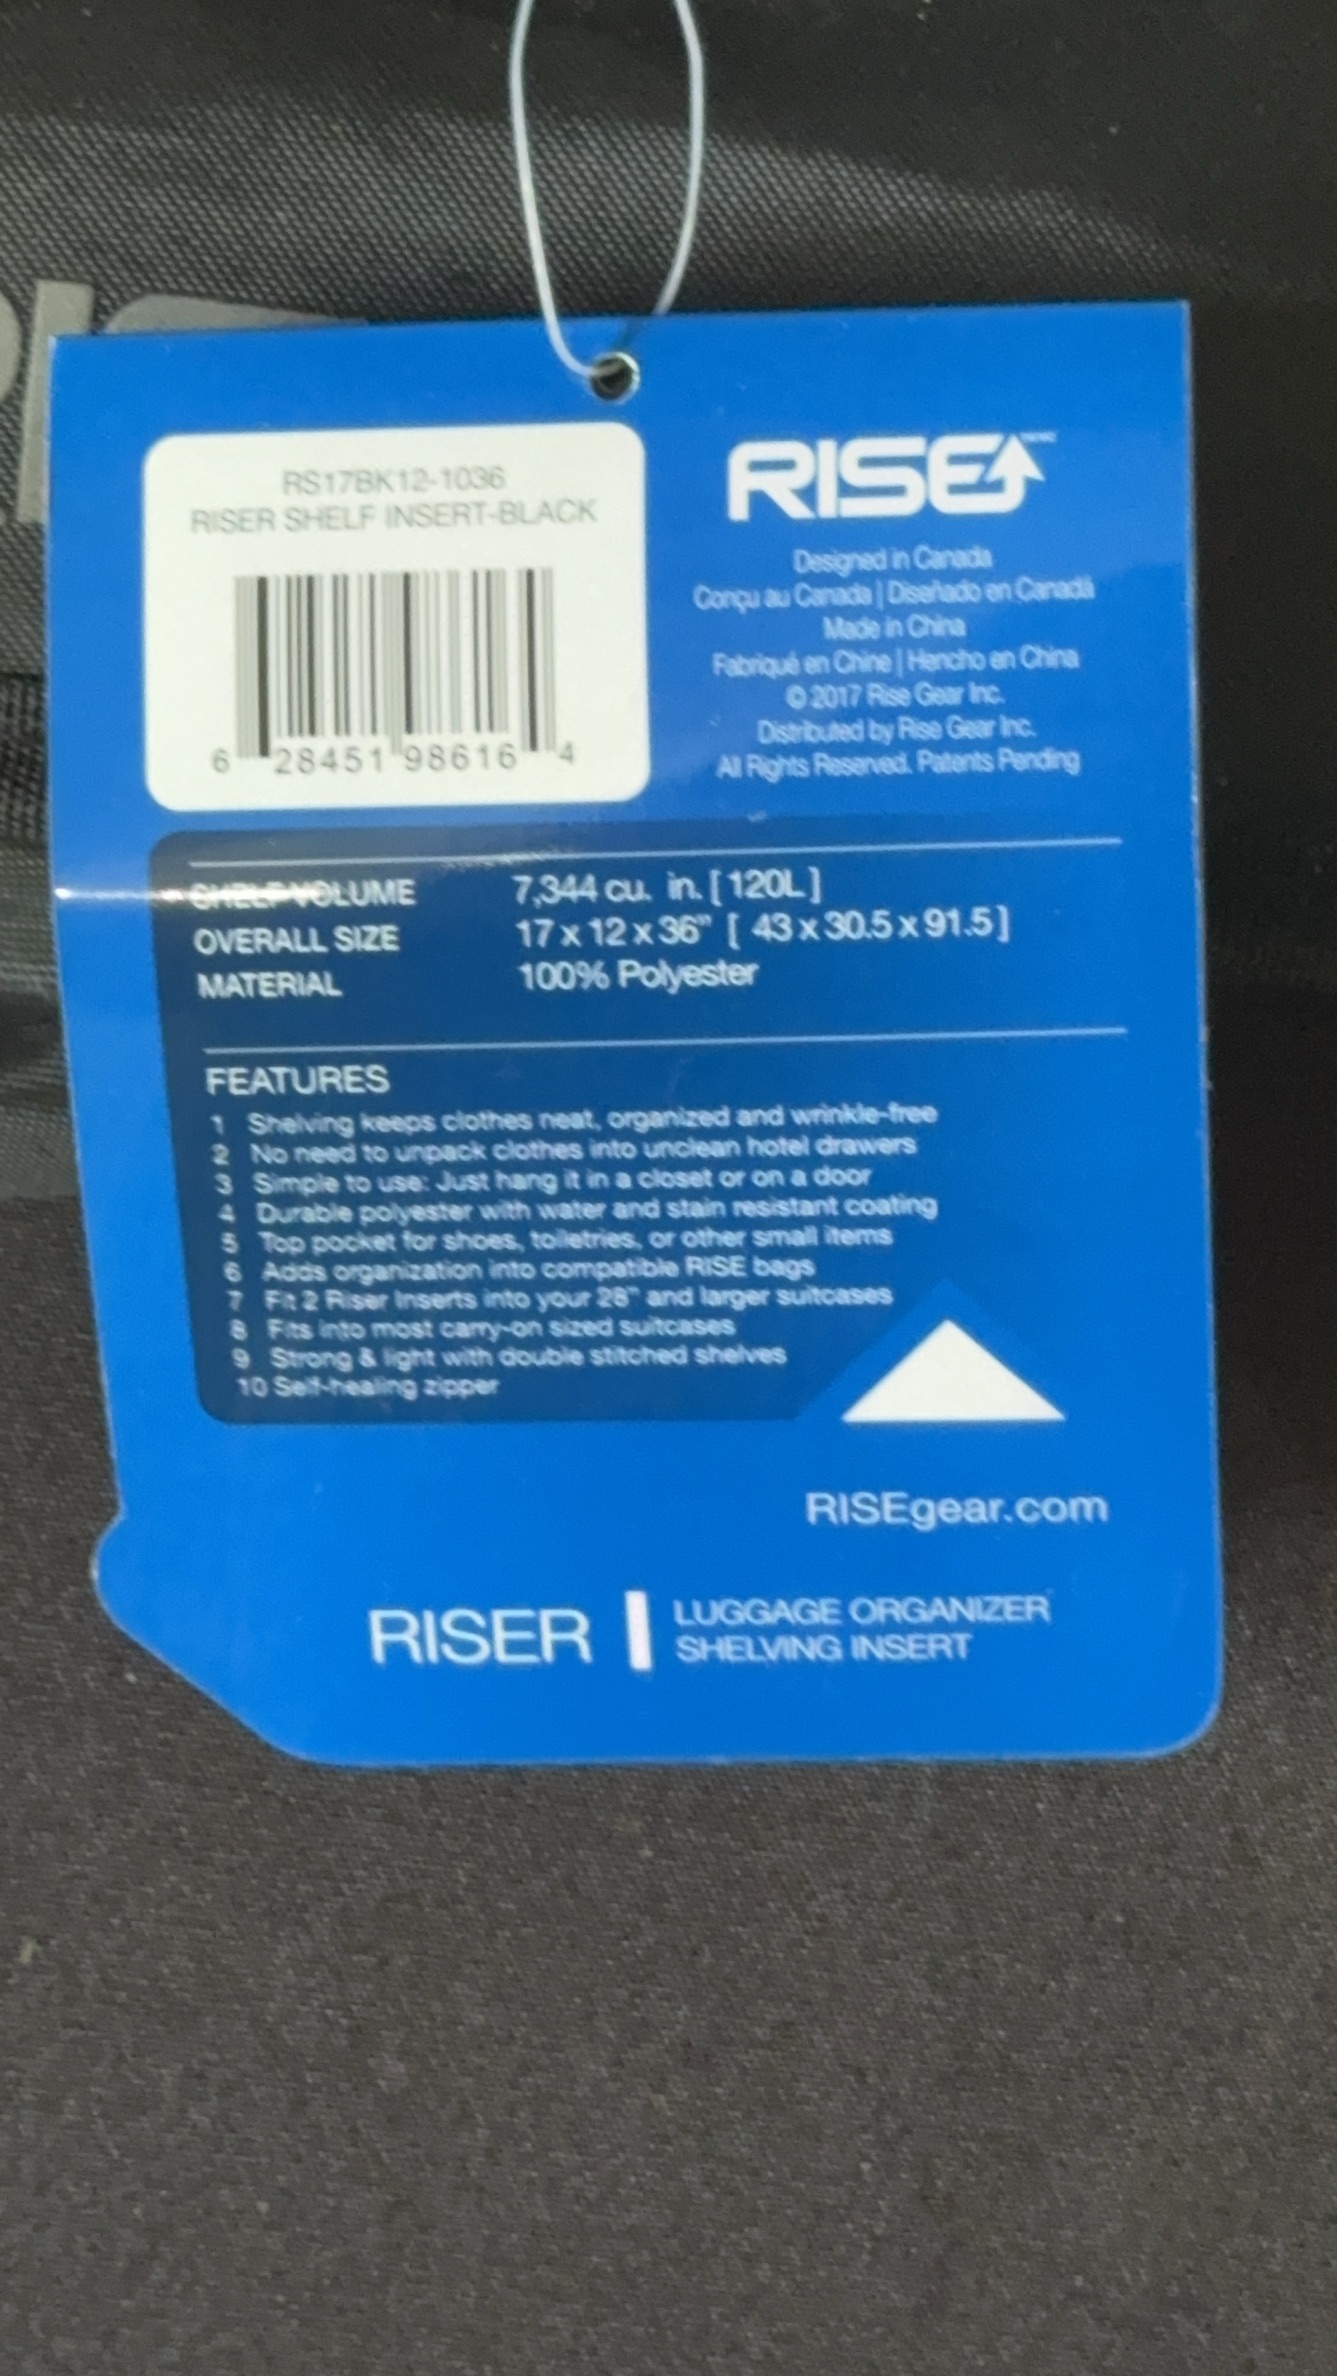 RS17BK12-1036
RISER SHELF INSERT-BLACK
6 28451 98616 4
RISE
Designed in Canada
Conçu au Canada | Diseñado en Canadá
Made in China
Fabriqué en Chine | Hencho en China
© 2017 Rise Gear Inc.
Distributed by Rise Gear Inc.
All Rights Reserved. Patents Pending
SHELF VOLUME 7,344 cu. in. [ 120L ]
OVERALL SIZE 17 x 12 x 36" [ 43 x 30.5 x 91.5 ]
MATERIAL 100% Polyester
FEATURES
1 Shelving keeps clothes neat, organized and wrinkle-free
2 No need to unpack clothes into unclean hotel drawers
3 Simple to use: Just hang it in a closet or on a door
4 Durable polyester with water and stain resistant coating
5 Top pocket for shoes, toiletries, or other small items
6 Adds organization into compatible RISE bags
7 Fit 2 Riser Inserts into your 28" and larger suitcases
8 Fits into most carry-on sized suitcases
9 Strong & light with double stitched shelves
10 Self-healing zipper
RISEgear.com
RISER | LUGGAGE ORGANIZER
SHELVING INSERT